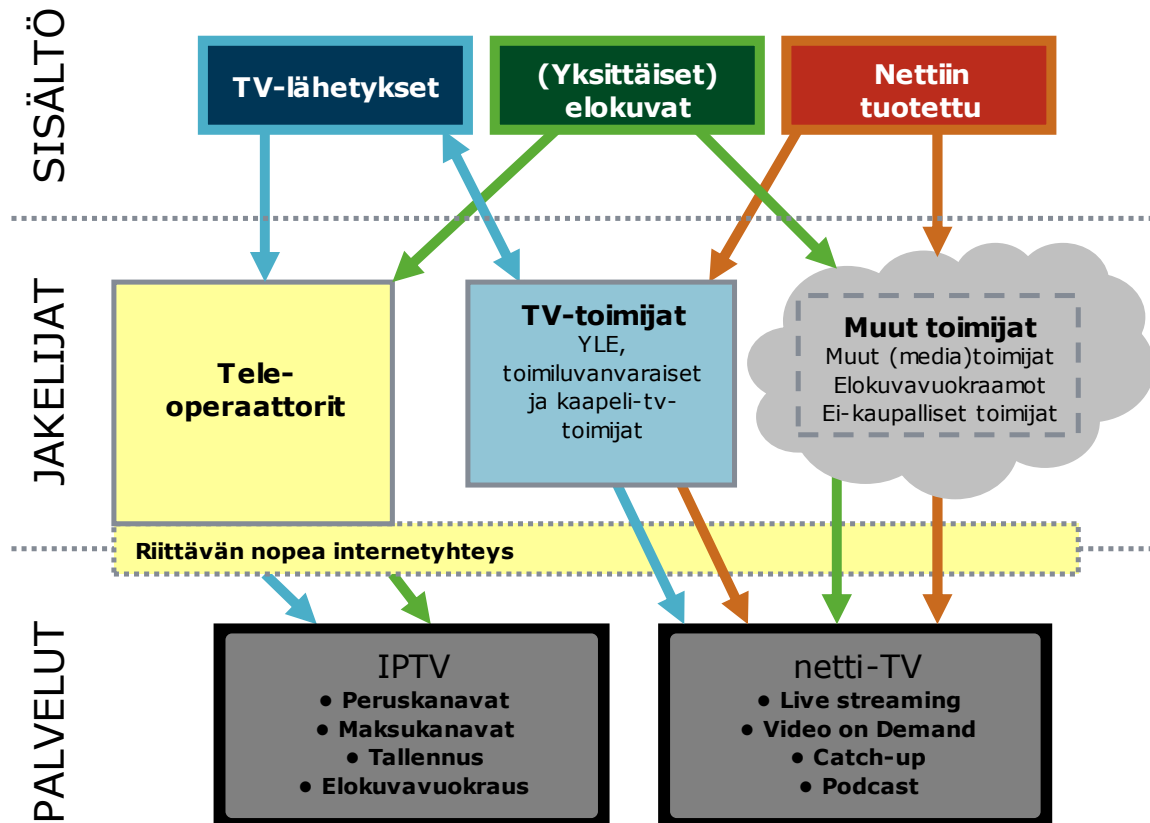 SISÄLTÖ
TV-lähetykset
(Yksittäiset)
elokuvat
Nettiin
tuotettu
JAKELIJAT
Tele-
operaattorit
TV-toimijat
YLE,
toimiluvanvaraiset
ja kaapeli-tv-
toimijat
Muut toimijat
Muut (media)toimijat
Elokuvavuokraamot
Ei-kaupalliset toimijat
Riittävän nopea internetyhteys
PALVELUT
IPTV
● Peruskanavat
● Maksukanavat
● Tallennus
● Elokuvavuokraus
netti-TV
● Live streaming
● Video on Demand
● Catch-up
● Podcast